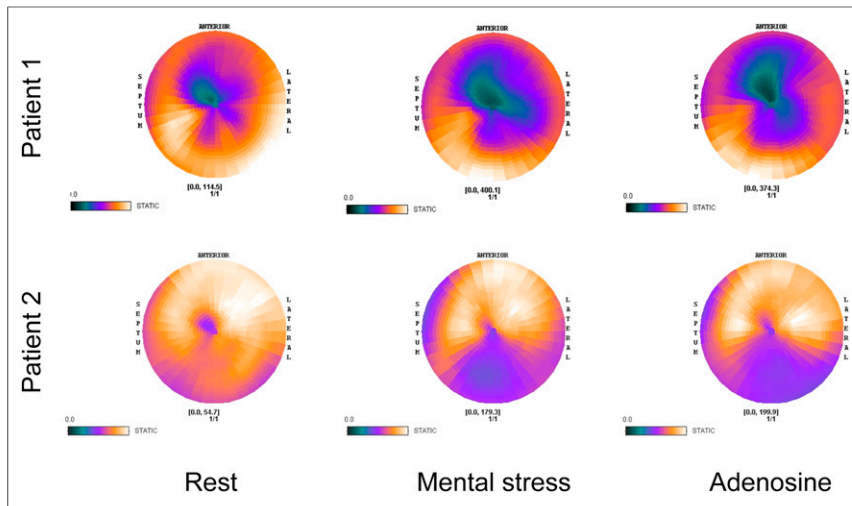 Patient 1
ANTERIOR
SEPTUM
LATERAL
[0.0, 114.5]
1/1
0.0
STATIC
ANTERIOR
SEPTUM
LATERAL
[0.0, 400.1]
1/1
0.0
STATIC
ANTERIOR
SEPTUM
LATERAL
[0.0, 374.3]
1/1
0.0
STATIC
Patient 2
ANTERIOR
SEPTUM
LATERAL
[0.0, 54.7]
1/1
0.0
STATIC
ANTERIOR
SEPTUM
LATERAL
[0.0, 179.3]
1/1
0.0
STATIC
ANTERIOR
SEPTUM
LATERAL
[0.0, 199.9]
1/1
0.0
STATIC
Rest
Mental stress
Adenosine